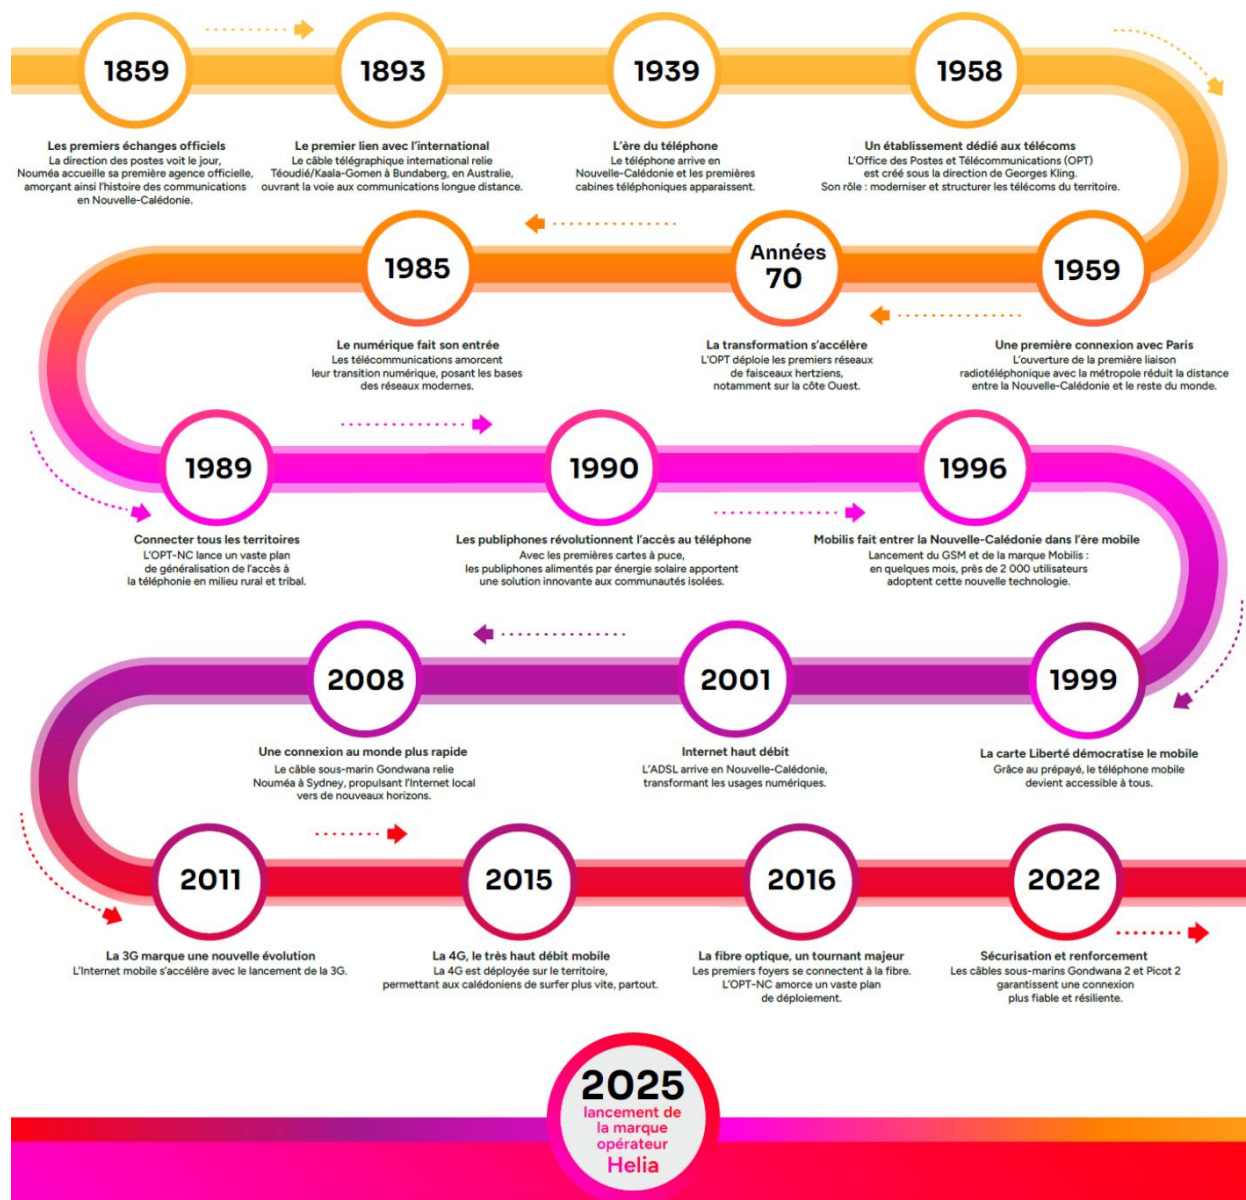 1859
Les premiers échanges officiels
La direction des postes voit le jour,
Nouméa accueille sa première agence officielle,
amorçant ainsi l'histoire des communications
en Nouvelle-Calédonie.
1893
Le premier lien avec l'international
Le câble télégraphique international relie
Téoudié/Kaala-Gomen à Bundaberg, en Australie,
ouvrant la voie aux communications longue distance.
1939
L'ère du téléphone
Le téléphone arrive en
Nouvelle-Calédonie et les premières
cabines téléphoniques apparaissent.
1958
Un établissement dédié aux télécoms
L'Office des Postes et Télécommunications (OPT)
est créé sous la direction de Georges Kling.
Son rôle : moderniser et structurer les télécoms du territoire.
1959
Une première connexion avec Paris
L'ouverture de la première liaison
radiotéléphonique avec la métropole réduit la distance
entre la Nouvelle-Calédonie et le reste du monde.
Années
70
La transformation s'accélère
L'OPT déploie les premiers réseaux
de faisceaux hertziens,
notamment sur la côte Ouest.
1985
Le numérique fait son entrée
Les télécommunications amorcent
leur transition numérique, posant les bases
des réseaux modernes.
1989
Connecter tous les territoires
L'OPT-NC lance un vaste plan
de généralisation de l'accès à
la téléphonie en milieu rural et tribal.
1990
Les publiphones révolutionnent l'accès au téléphone
Avec les premières cartes à puce,
les publiphones alimentés par énergie solaire apportent
une solution innovante aux communautés isolées.
1996
Mobilis fait entrer la Nouvelle-Calédonie dans l'ère mobile
Lancement du GSM et de la marque Mobilis :
en quelques mois, près de 2 000 utilisateurs
adoptent cette nouvelle technologie.
1999
La carte Liberté démocratise le mobile
Grâce au prépayé, le téléphone mobile
devient accessible à tous.
2001
Internet haut débit
L'ADSL arrive en Nouvelle-Calédonie,
transformant les usages numériques.
2008
Une connexion au monde plus rapide
Le câble sous-marin Gondwana relie
Nouméa à Sydney, propulsant l'Internet local
vers de nouveaux horizons.
2011
La 3G marque une nouvelle évolution
L'Internet mobile s'accélère avec le lancement de la 3G.
2015
La 4G, le très haut débit mobile
La 4G est déployée sur le territoire,
permettant aux calédoniens de surfer plus vite, partout.
2016
La fibre optique, un tournant majeur
Les premiers foyers se connectent à la fibre.
L'OPT-NC amorce un vaste plan
de déploiement.
2022
Sécurisation et renforcement
Les câbles sous-marins Gondwana 2 et Picot 2
garantissent une connexion
plus fiable et résiliente.
2025
lancement de
la marque
opérateur
Helia